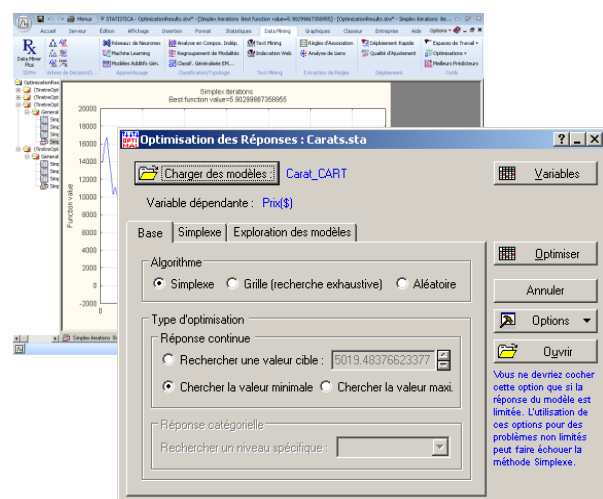 Menus
STATISTICA - OptimizationResults.stw* - [Simplex iterations Best function value=5.90299867358955]
Accueil Serveur Edition Affichage Insertion Format Statistiques Data Mining Graphiques Classeur Entreprise Aide Options
Data Miner Plus
Réseaux de Neurones
Machine Learning
Modèles Additifs Gén.
Analyse en Compos. Indép.
Regroupement de Modalités
Classif. Généralisée EM...
Text Mining
Indexation Web
Règles d'Association
Analyse de Liens
Déploiement Rapide
Qualité d'Ajustement
Espaces de Travail
Optimisations
Meilleurs Prédicteurs
Apprentissage Classification/Typologie Text Mining Extraction de Règles Déploiement Outils
Simplex iterations
Best function value=5.90299867358955
Function value
20000
18000
16000
14000
12000
10000
8000
6000
4000
2000
0
-2000
0
Optimisation des Réponses : Carats.sta
Charger des modèles : Carat_CART
Variables
Variable dépendante : Prix($)
Base Simplexe Exploration des modèles
Optimiser
Algorithme
Simplexe Grille (recherche exhaustive) Aléatoire
Annuler
Type d'optimisation
Options
Réponse continue
Rechercher une valeur cible : 5019.48376623377
Ouvrir
Chercher la valeur minimale Chercher la valeur maxi.
Vous ne devriez cocher
cette option que si la
réponse du modèle est
limitée. L'utilisation de
ces options pour des
problèmes non limités
peut faire échouer la
méthode Simplexe.
Réponse catégorielle
Rechercher un niveau spécifique :